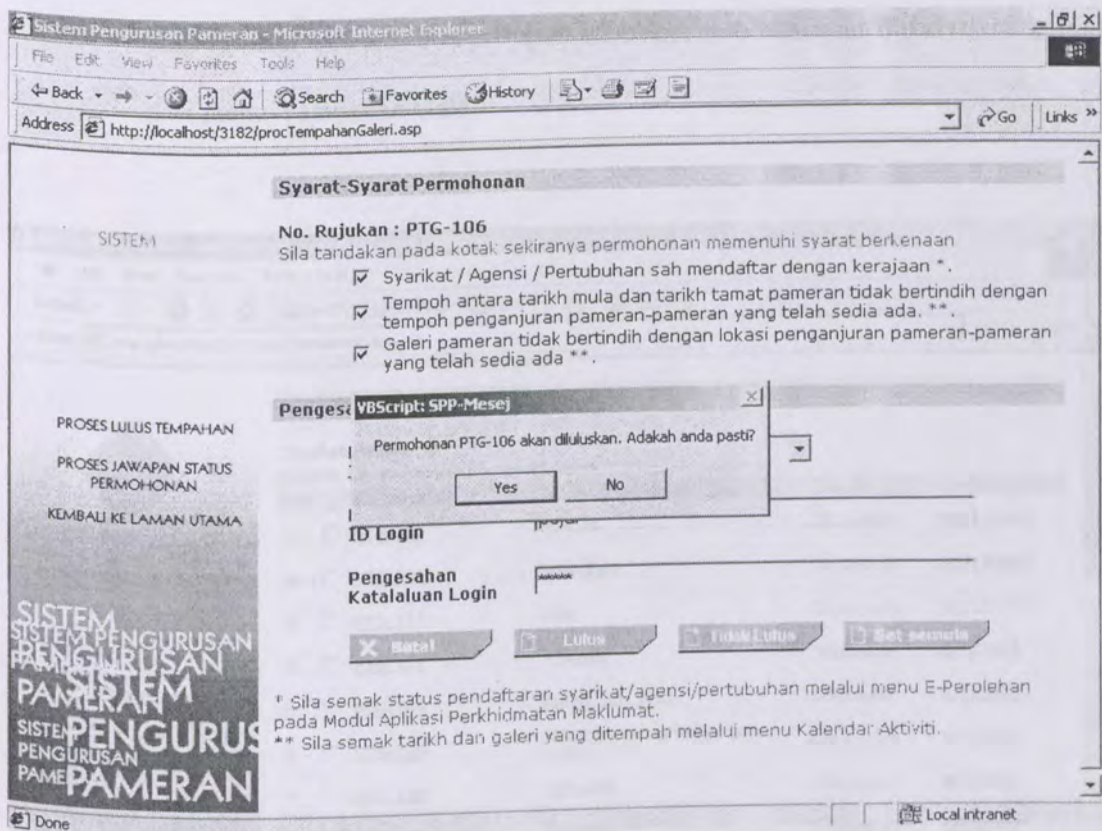 Sistem Pengurusan Pameran - Microsoft Internet Explorer
File Edit View Favorites Tools Help
Back Search Favorites History
Address http://localhost/3182/procTempahanGaleri.asp Go Links »
Syarat-Syarat Permohonan
SISTEM
No. Rujukan : PTG-106
Sila tandakan pada kotak sekiranya permohonan memenuhi syarat berkenaan
Syarikat / Agensi / Pertubuhan sah mendaftar dengan kerajaan *.
Tempoh antara tarikh mula dan tarikh tamat pameran tidak bertindih dengan
tempoh penganjuran pameran-pameran yang telah sedia ada. **.
Galeri pameran tidak bertindih dengan lokasi penganjuran pameran-pameran
yang telah sedia ada **.
VBScript: SPP-Mesej
Permohonan PTG-106 akan diluluskan. Adakah anda pasti?
Yes No
PROSES LULUS TEMPAHAN
PROSES JAWAPAN STATUS
PERMOHONAN
KEMBALI KE LAMAN UTAMA
ID Login
Pengesahan
Katalaluan Login
Batal Lulus Tidak Lulus Set semula
* Sila semak status pendaftaran syarikat/agensi/pertubuhan melalui menu E-Perolehan
pada Modul Aplikasi Perkhidmatan Maklumat.
** Sila semak tarikh dan galeri yang ditempah melalui menu Kalendar Aktiviti.
SISTEM
SISTEM PENGURUSAN
PENGURUSAN
SISTEM
PAMERAN
PENGURUS
PENGURUSAN
PAMERAN
Done Local intranet